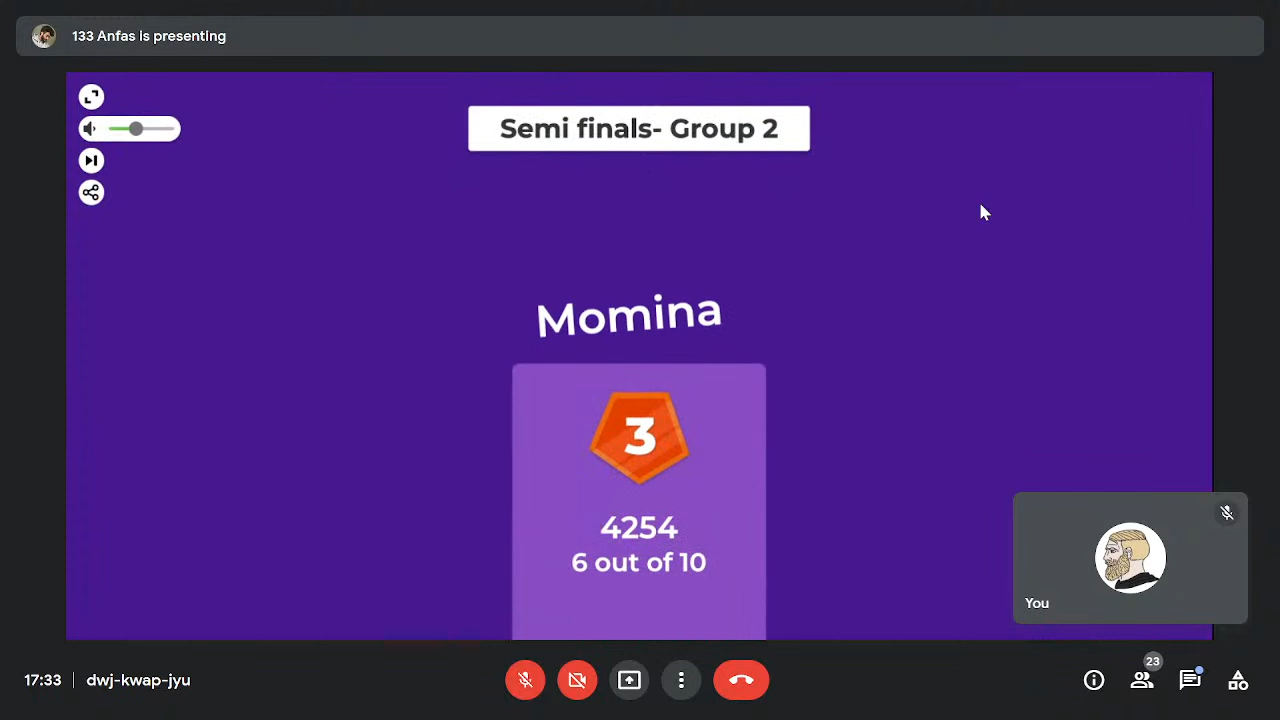 133 Anfas is presenting
Semi finals- Group 2
Momina
3
4254
6 out of 10
You
17:33 | dwj-kwap-jyu
23